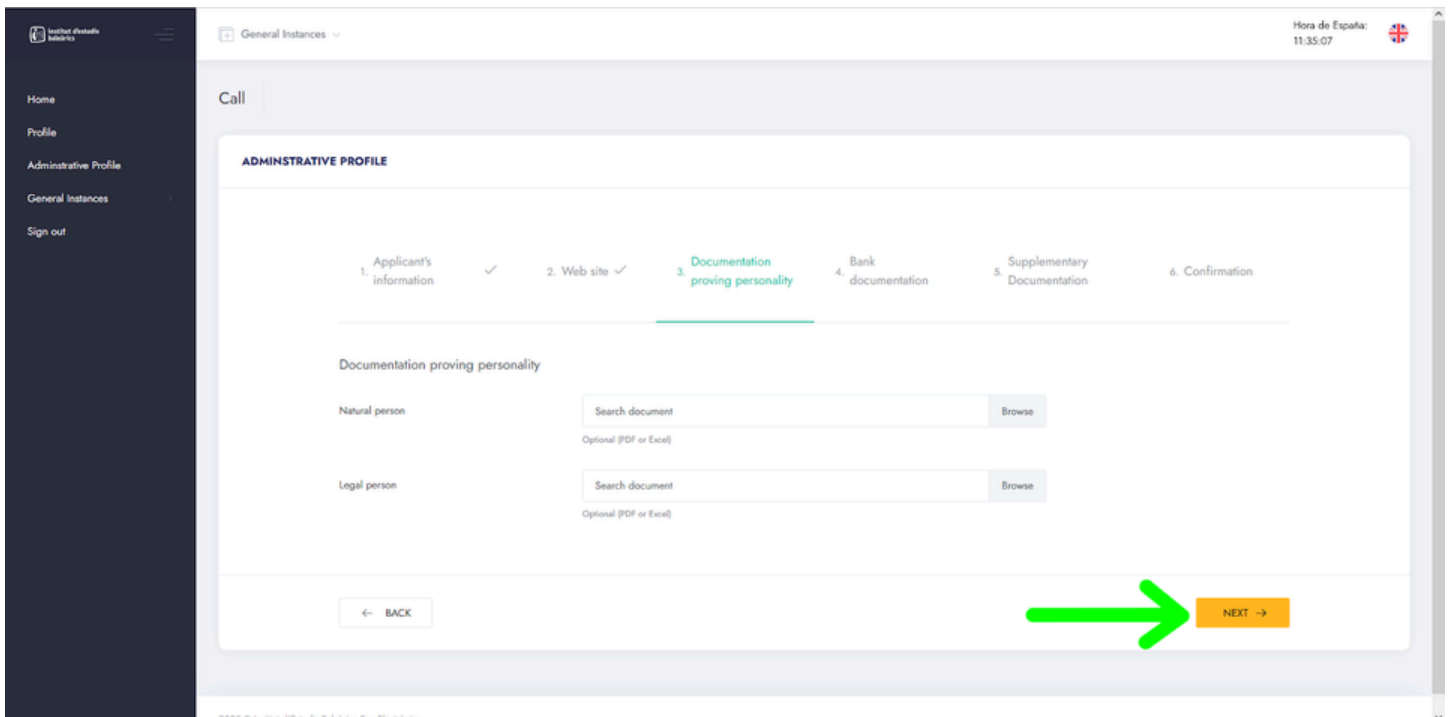 institut d'estudis
baleàrics
General Instances
Hora de España:
11:35:07
Home
Profile
Adminstrative Profile
General Instances
Sign out
Call
ADMINSTRATIVE PROFILE
1. Applicant's
information
2. Web site
3. Documentation
proving personality
4. Bank
documentation
5. Supplementary
Documentation
6. Confirmation
Documentation proving personality
Natural person
Search document
Browse
Optional (PDF or Excel)
Legal person
Search document
Browse
Optional (PDF or Excel)
← BACK
NEXT →